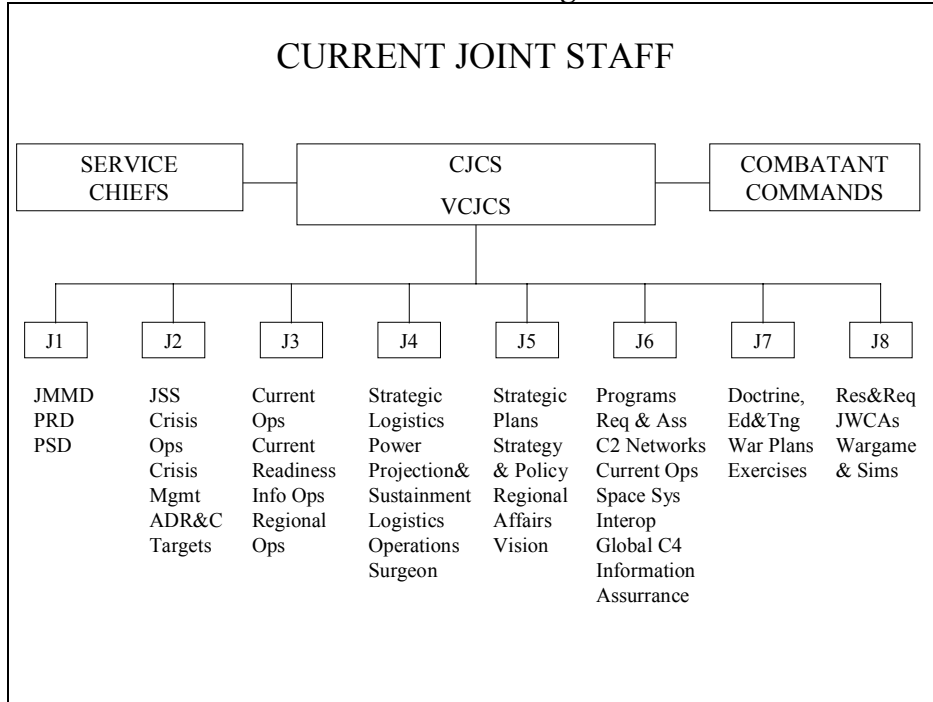 CURRENT JOINT STAFF
SERVICE
CHIEFS
CJCS
VCJCS
COMBATANT
COMMANDS
J1
J2
J3
J4
J5
J6
J7
J8
JMMD
PRD
PSD
JSS
Crisis
Ops
Crisis
Mgmt
ADR&C
Targets
Current
Ops
Current
Readiness
Info Ops
Regional
Ops
Strategic
Logistics
Power
Projection&
Sustainment
Logistics
Operations
Surgeon
Strategic
Plans
Strategy
& Policy
Regional
Affairs
Vision
Programs
Req & Ass
C2 Networks
Current Ops
Space Sys
Interop
Global C4
Information
Assurrance
Doctrine,
Ed&Tng
War Plans
Exercises
Res&Req
JWCAs
Wargame
& Sims